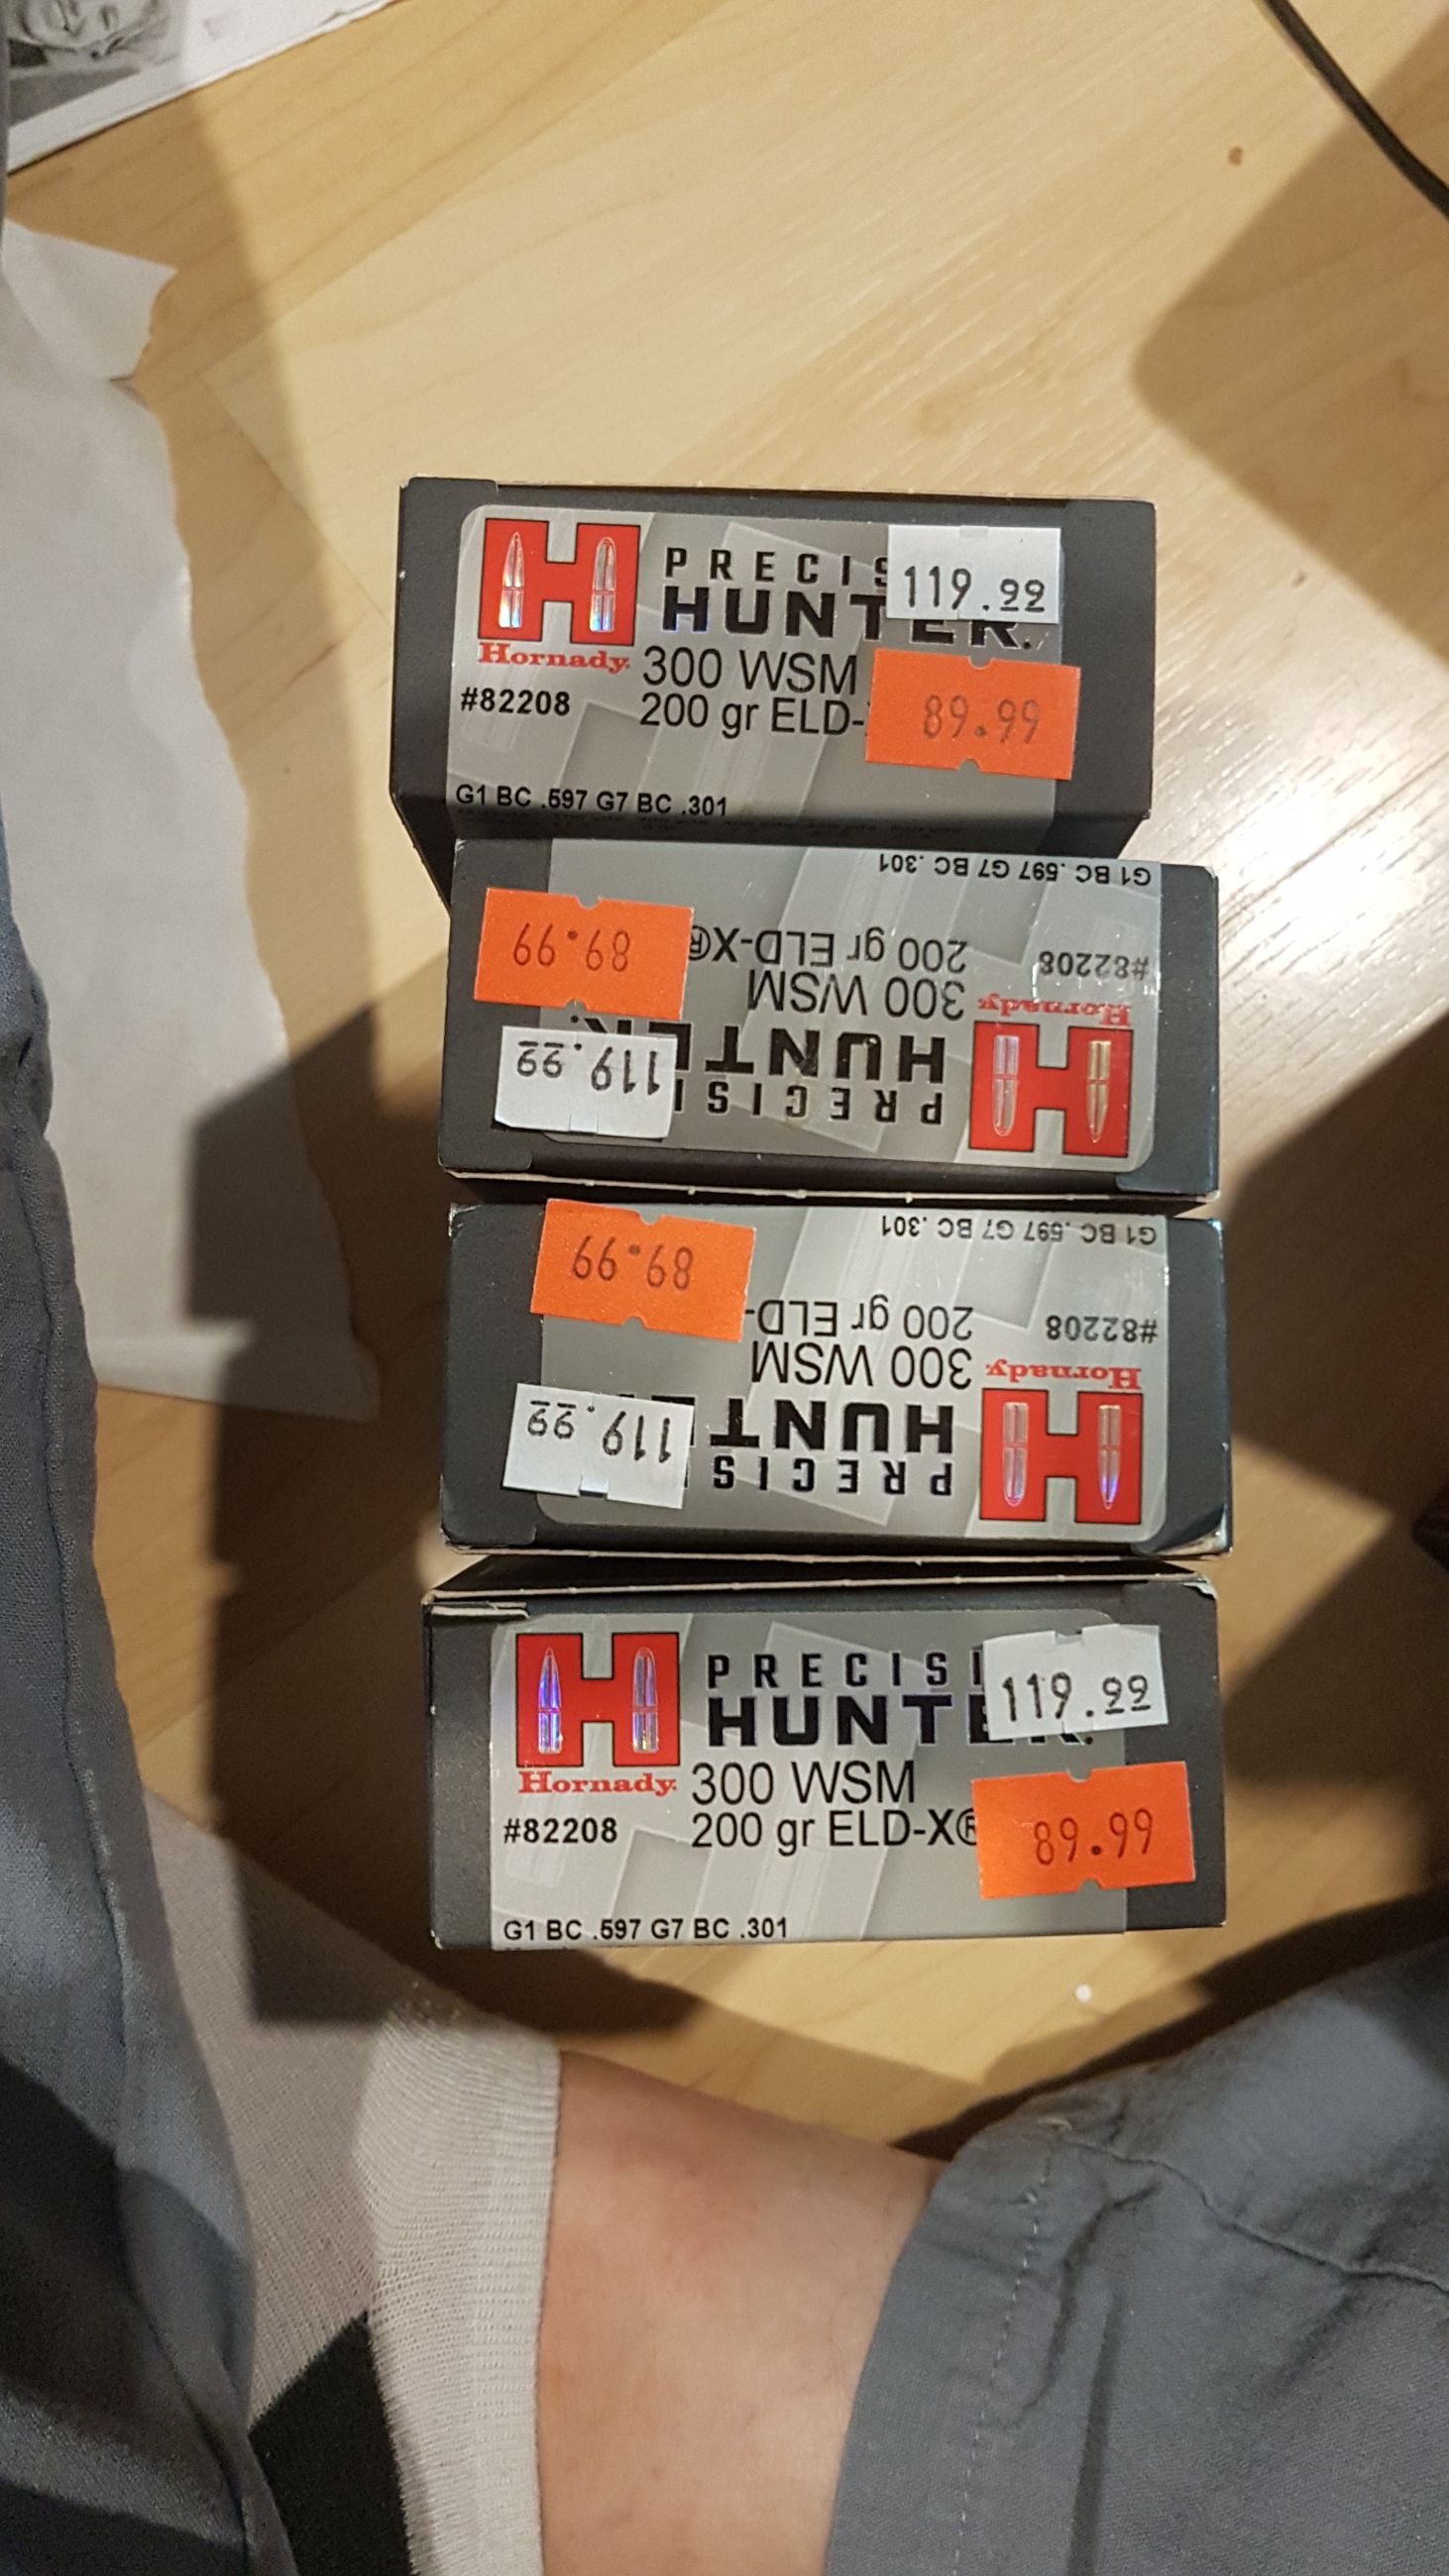 PRECIS
119.99
HUNTER.
Hornady.
300 WSM
#82208
200 gr ELD-
89.99
G1 BC .597 G7 BC .301
PRECISI
119.99
HUNT
Hornady
300 WSM
#82208
200 gr ELD-X®
89.99
G1 BC .597 G7 BC .301
PRECIS
119.99
HUNTE
Hornady.
300 WSM
#82208
200 gr ELD-
89.99
G1 BC .597 G7 BC .301
PRECISI
119.99
HUNTER.
Hornady.
300 WSM
#82208
200 gr ELD-X®
89.99
G1 BC .597 G7 BC .301